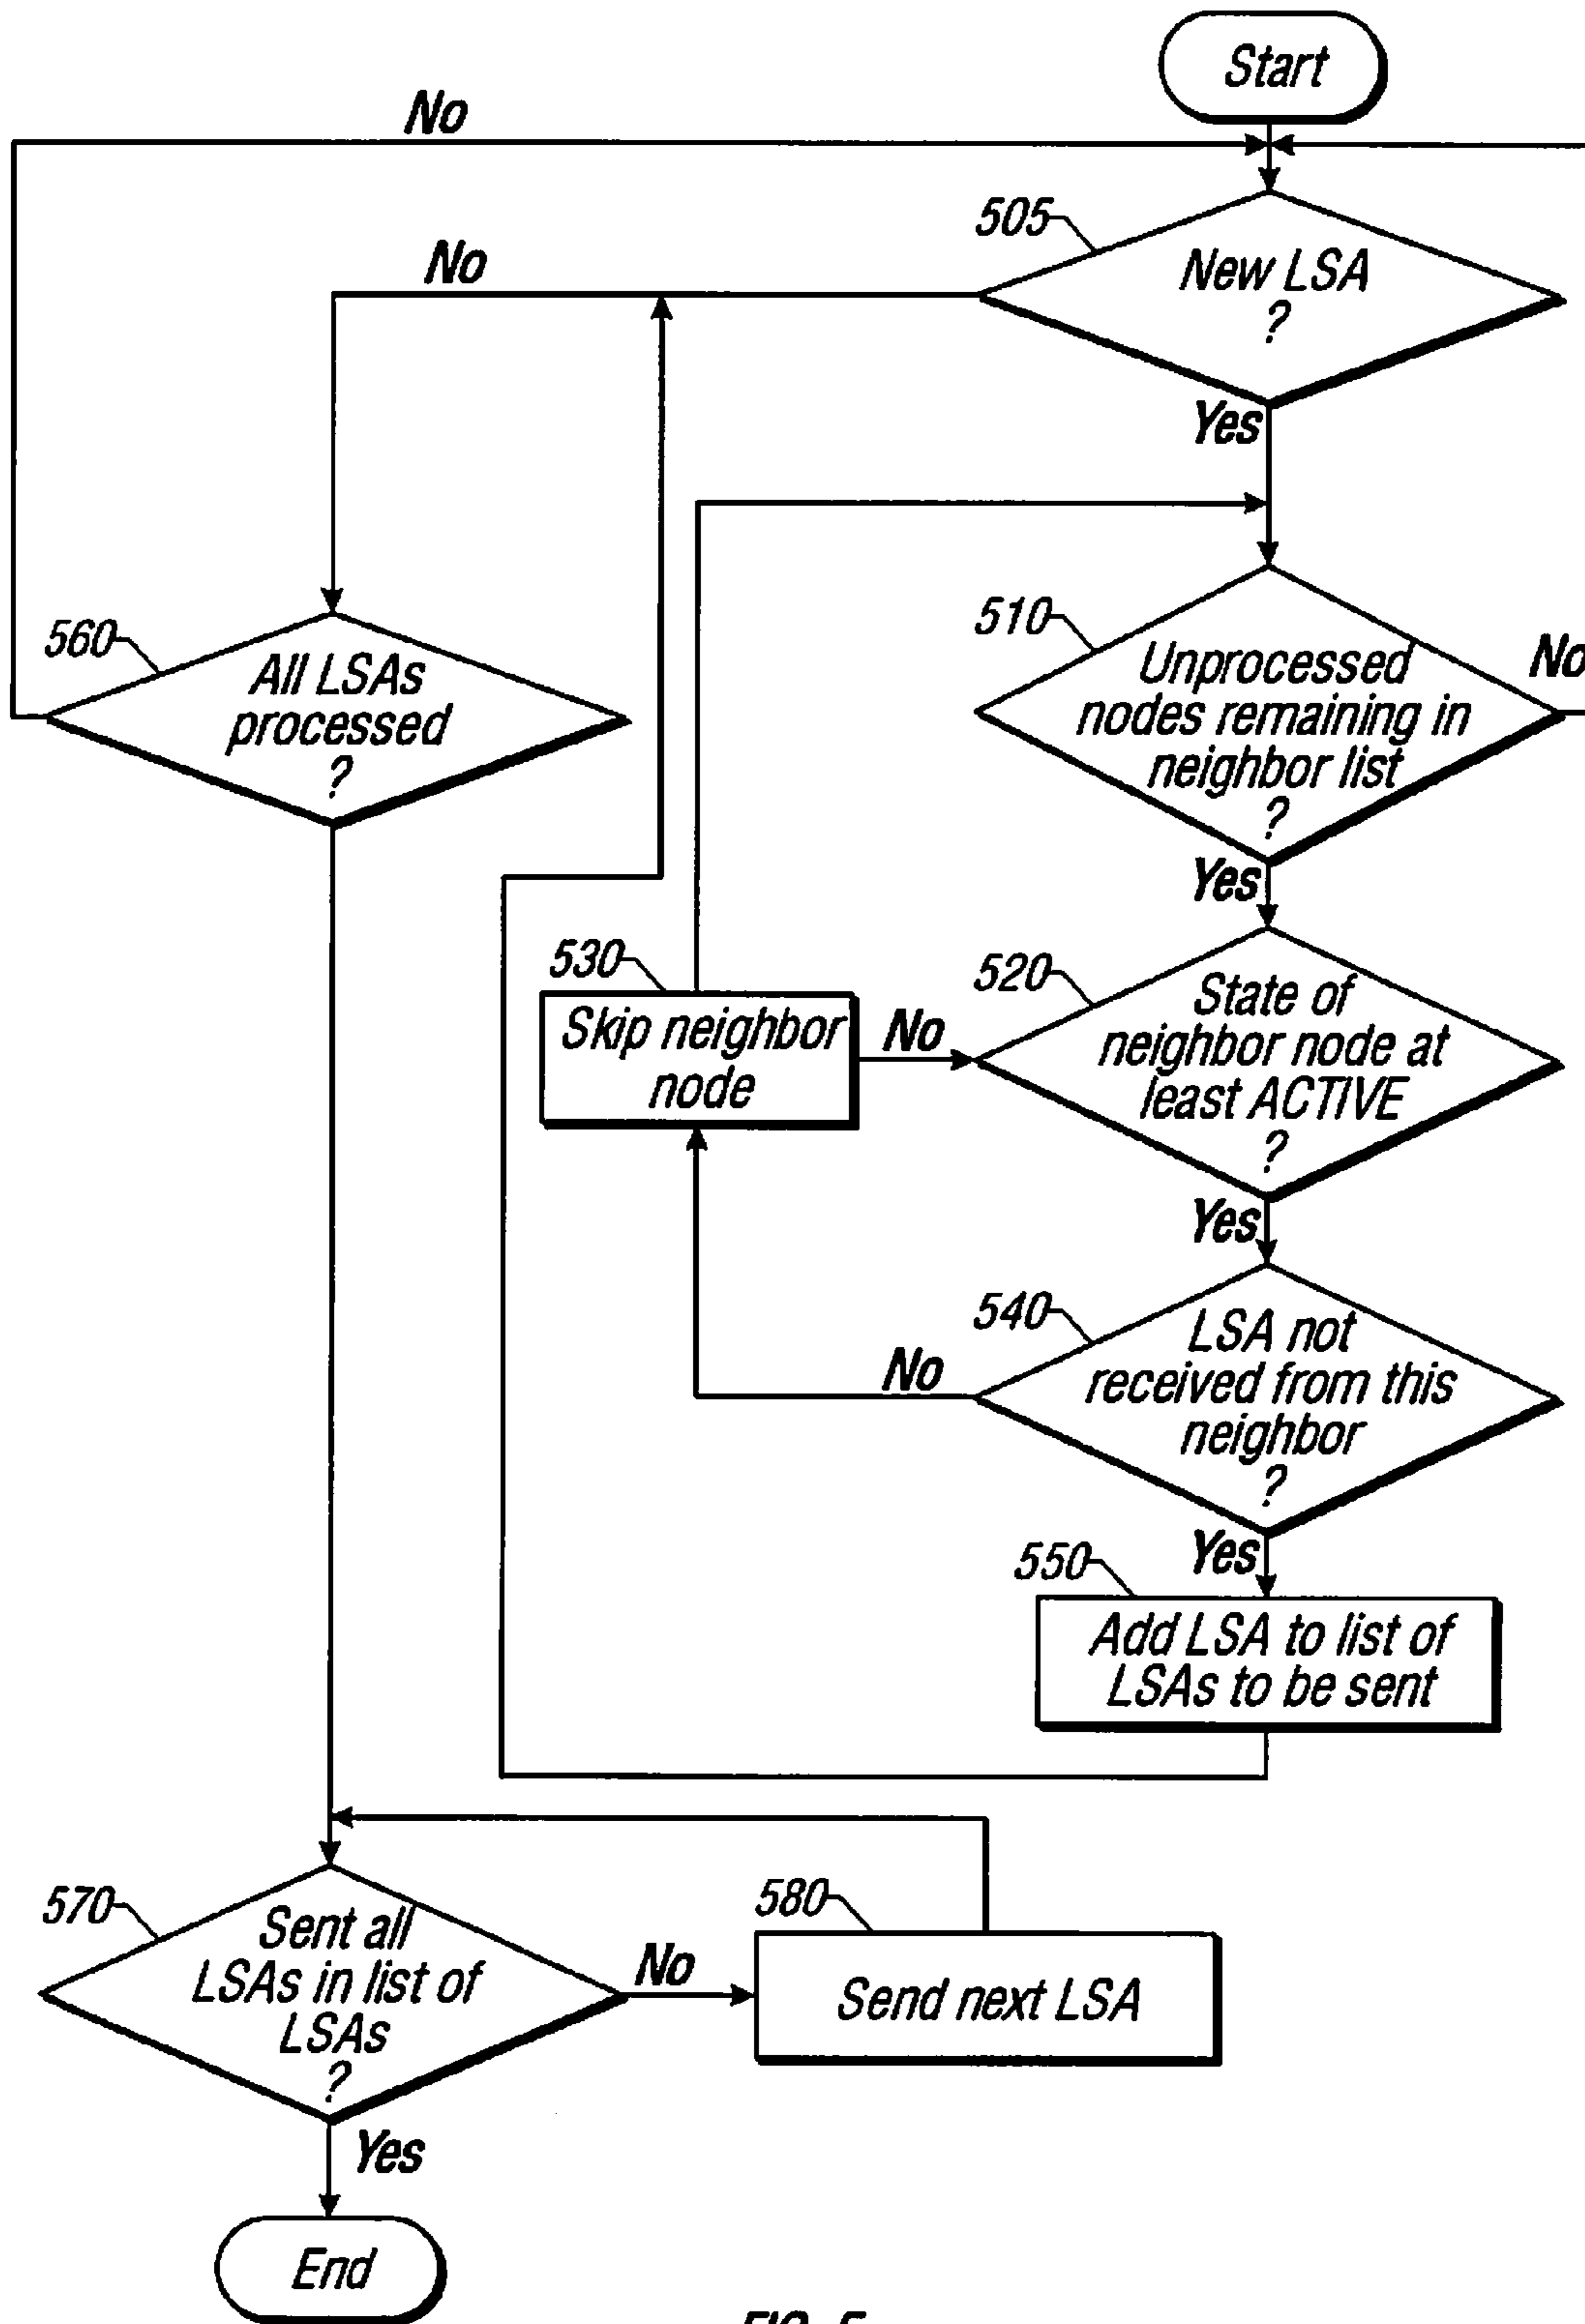 Start
No
505
New LSA
?
No
Yes
510
Unprocessed
nodes remaining in
neighbor list
?
No
Yes
560
All LSAs
processed
?
530
Skip neighbor
node
No
520
State of
neighbor node at
least ACTIVE
?
Yes
540
LSA not
received from this
neighbor
?
No
Yes
550
Add LSA to list of
LSAs to be sent
570
Sent all
LSAs in list of
LSAs
?
No
580
Send next LSA
Yes
End